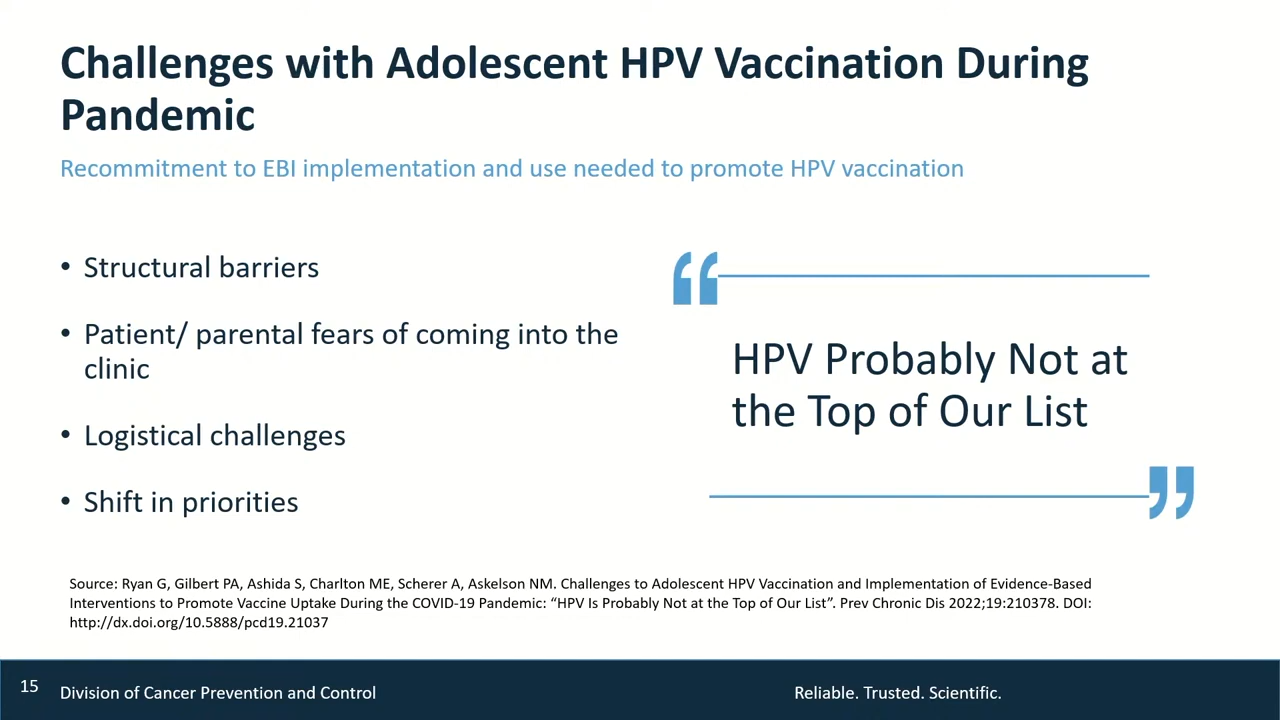 Challenges with Adolescent HPV Vaccination During
Pandemic
Recommitment to EBI implementation and use needed to promote HPV vaccination
• Structural barriers
• Patient/ parental fears of coming into the
clinic
• Logistical challenges
• Shift in priorities
“
HPV Probably Not at
the Top of Our List
”
Source: Ryan G, Gilbert PA, Ashida S, Charlton ME, Scherer A, Askelson NM. Challenges to Adolescent HPV Vaccination and Implementation of Evidence-Based
Interventions to Promote Vaccine Uptake During the COVID-19 Pandemic: “HPV Is Probably Not at the Top of Our List”. Prev Chronic Dis 2022;19:210378. DOI:
http://dx.doi.org/10.5888/pcd19.21037
15
Division of Cancer Prevention and Control
Reliable. Trusted. Scientific.